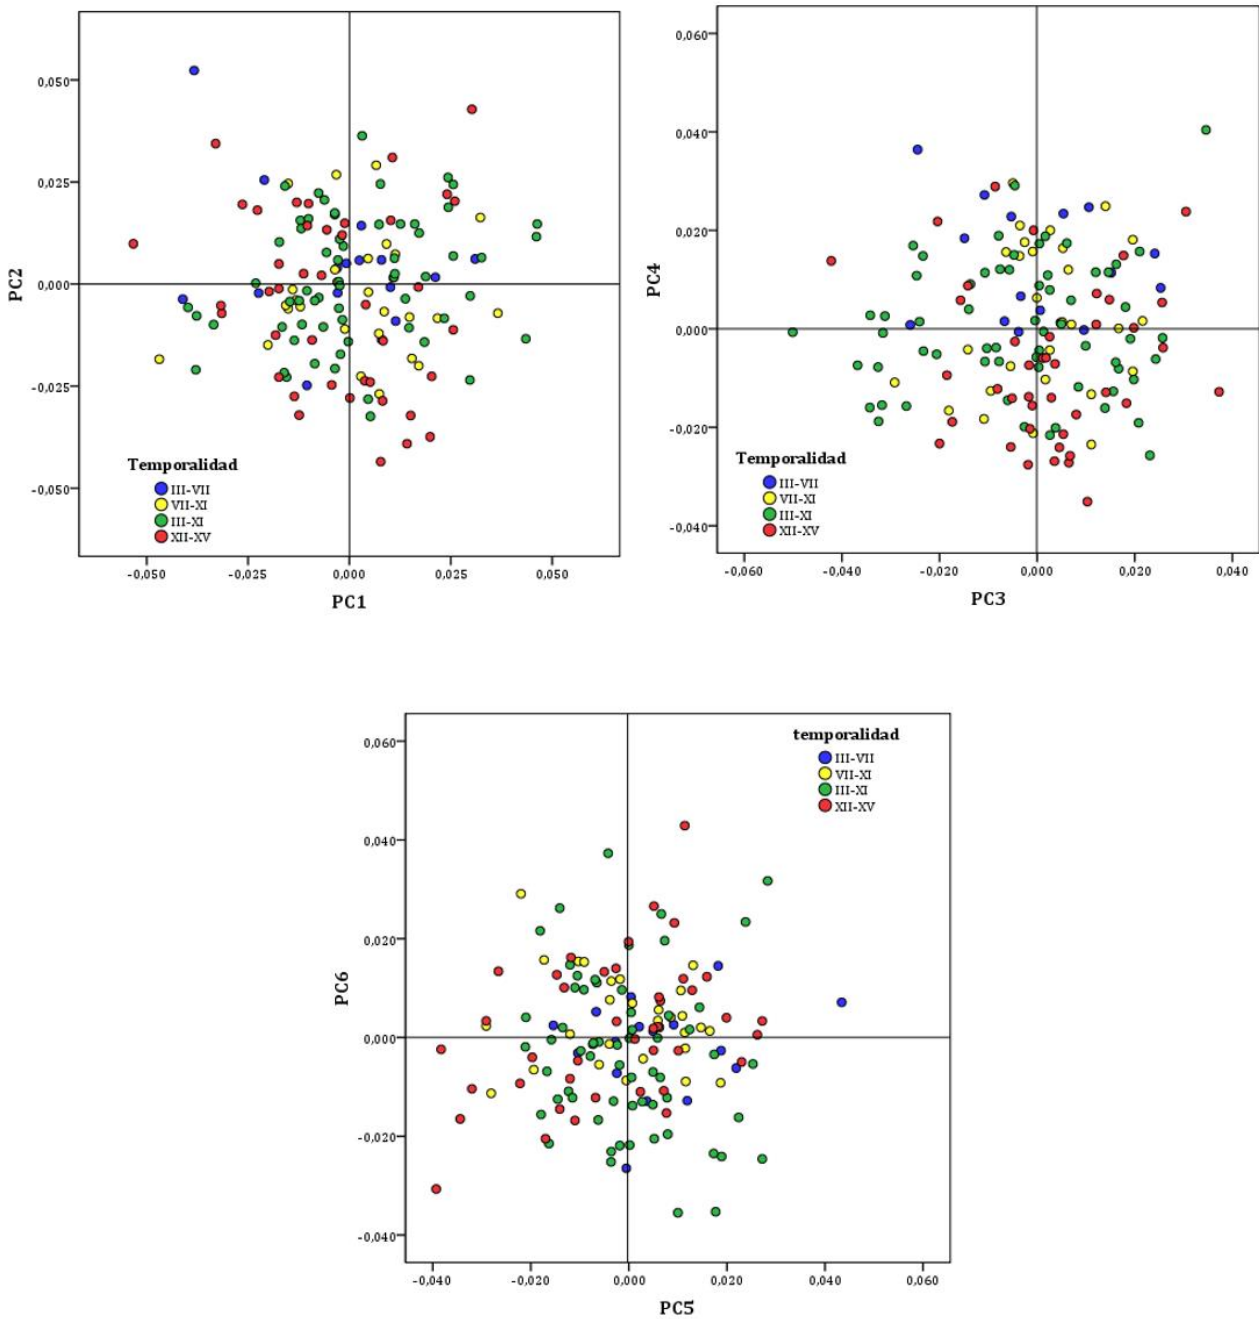 0,050
0,025
0,000
-0,025
-0,050
PC2
Temporalidad
III-VII
VII-XI
III-XI
XII-XV
-0,050 -0,025 0,000 0,025 0,050
PC1
0,060
0,040
0,020
0,000
-0,020
-0,040
PC4
Temporalidad
III-VII
VII-XI
III-XI
XII-XV
-0,060 -0,040 -0,020 0,000 0,020 0,040
PC3
0,060
0,040
0,020
0,000
-0,020
-0,040
PC6
temporalidad
III-VII
VII-XI
III-XI
XII-XV
-0,040 -0,020 0,000 0,020 0,040 0,060
PC5